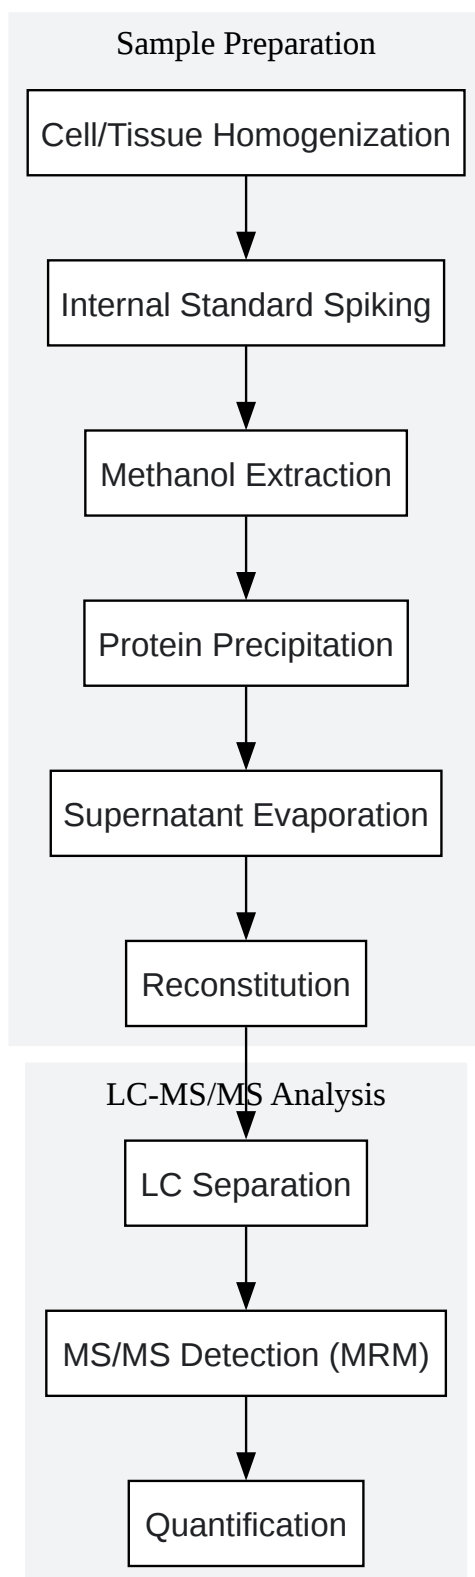 Sample Preparation
Cell/Tissue Homogenization
Internal Standard Spiking
Methanol Extraction
Protein Precipitation
Supernatant Evaporation
Reconstitution
LC-MS/MS Analysis
LC Separation
MS/MS Detection (MRM)
Quantification